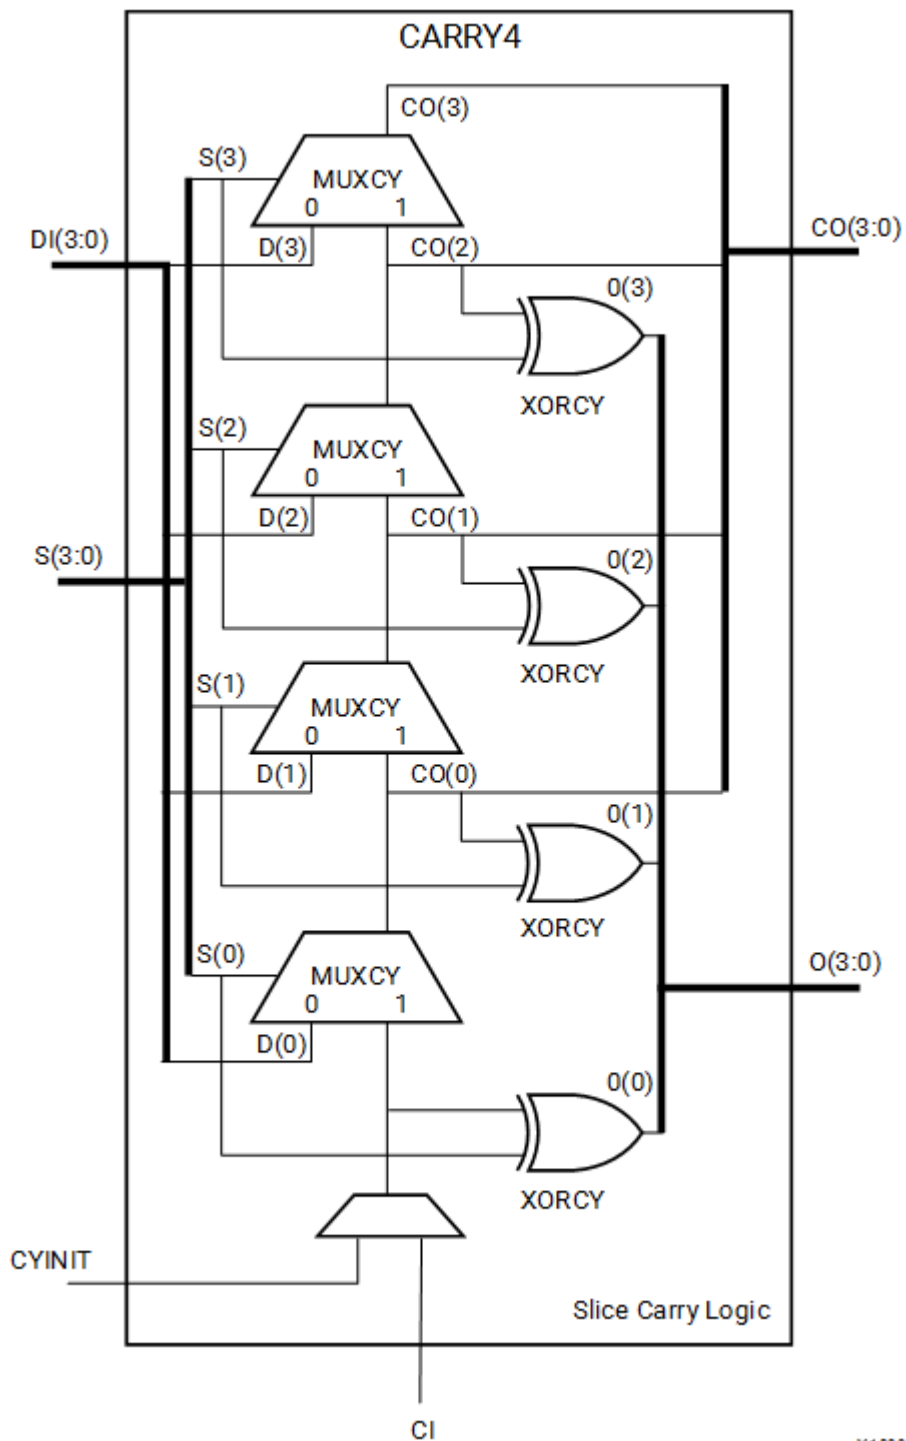 CARRY4
CO(3)
S(3)
MUXCY
0 1
DI(3:0)
D(3)
CO(2)
CO(3:0)
0(3)
XORCY
S(2)
MUXCY
0 1
D(2)
CO(1)
S(3:0)
0(2)
XORCY
S(1)
MUXCY
0 1
D(1)
CO(0)
0(1)
XORCY
S(0)
MUXCY
0 1
O(3:0)
D(0)
0(0)
XORCY
CYINIT
Slice Carry Logic
CI